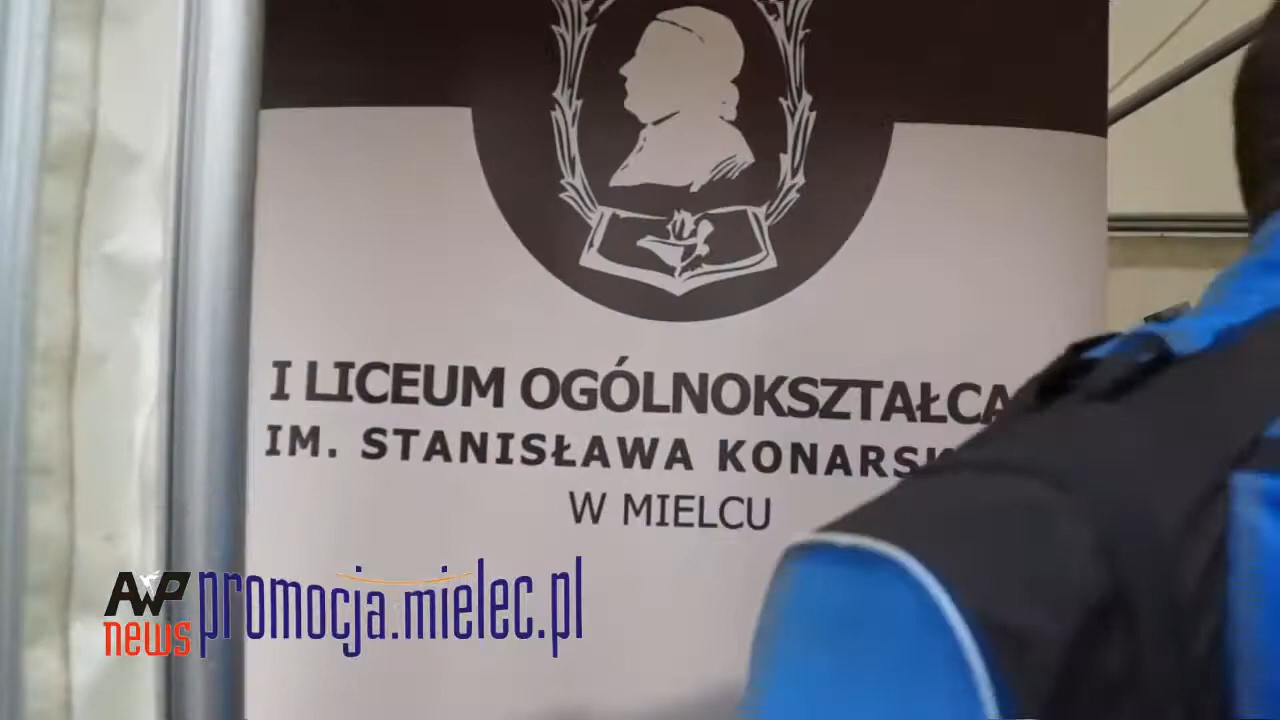 I LICEUM OGÓLNOKSZTAŁCA
IM. STANISŁAWA KONARSK
W MIELCU
AWP news promocja.mielec.pl